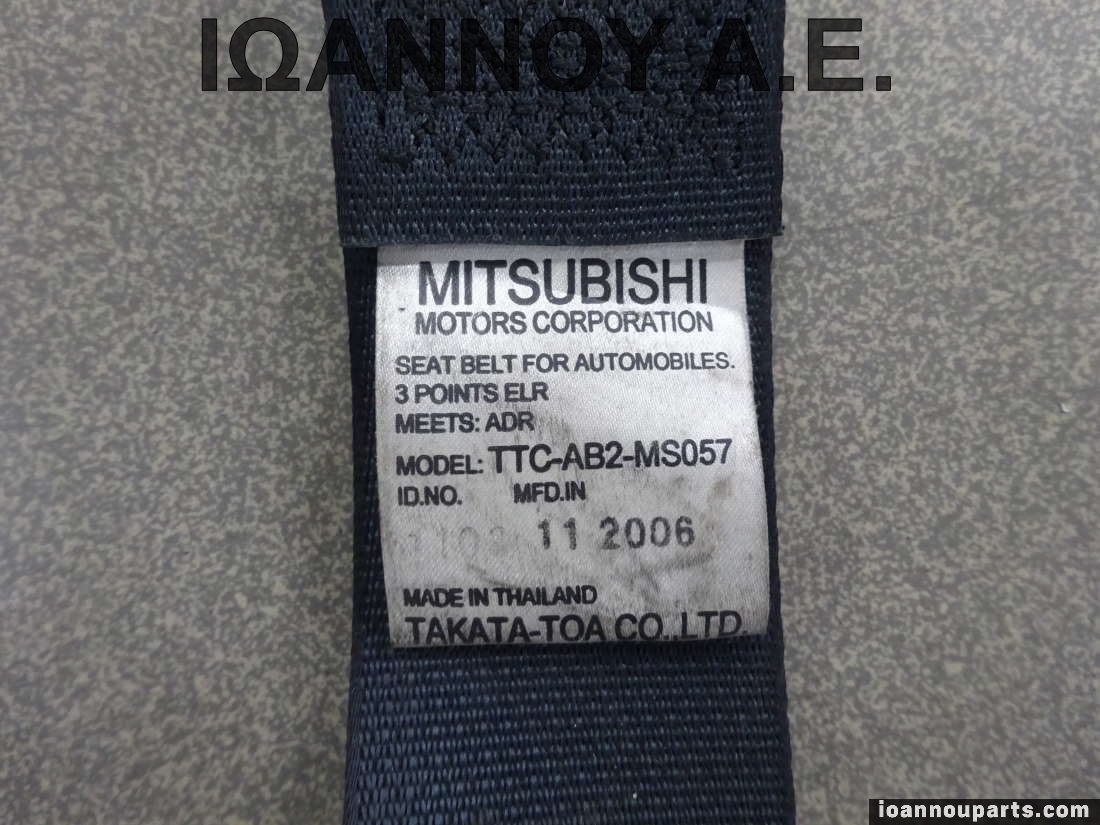 ΙΩΑΝΝΟΥ Α.Ε.
MITSUBISHI
MOTORS CORPORATION
SEAT BELT FOR AUTOMOBILES.
3 POINTS ELR
MEETS: ADR
MODEL: TTC-AB2-MS057
ID.NO. MFD.IN
11 2006
MADE IN THAILAND
TAKATA-TOA CO.,LTD.
ioannouparts.com